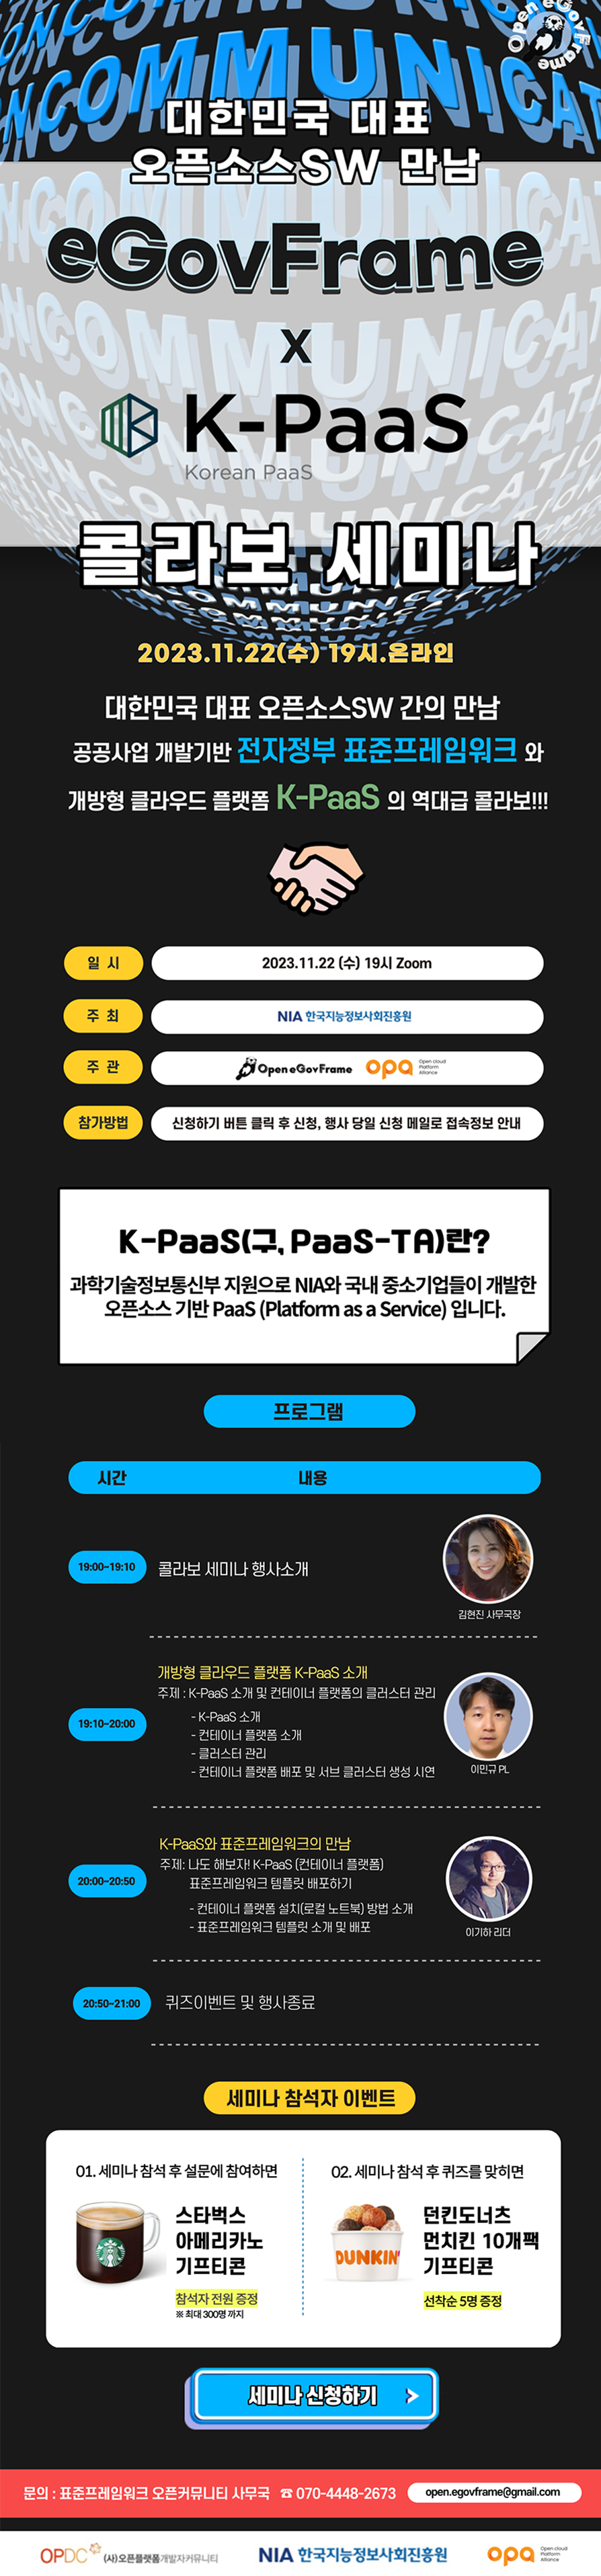 Open eGovFrame
COMMUNICAT
대한민국 대표
오픈소스SW 만남
eGovFrame
X
K-PaaS
Korean PaaS
콜라보 세미나
2023.11.22(수) 19시.온라인
대한민국 대표 오픈소스SW 간의 만남
공공사업 개발기반 전자정부 표준프레임워크 와
개방형 클라우드 플랫폼 K-PaaS 의 역대급 콜라보!!!
일 시
2023.11.22 (수) 19시 Zoom
주 최
NIA 한국지능정보사회진흥원
주 관
Open eGovFrame opa Open cloud Platform Alliance
참가방법
신청하기 버튼 클릭 후 신청, 행사 당일 신청 메일로 접속정보 안내
K-PaaS(구, PaaS-TA)란?
과학기술정보통신부 지원으로 NIA와 국내 중소기업들이 개발한
오픈소스 기반 PaaS (Platform as a Service) 입니다.
프로그램
시간 내용
19:00~19:10 콜라보 세미나 행사소개
김현진 사무국장
개방형 클라우드 플랫폼 K-PaaS 소개
주제 : K-PaaS 소개 및 컨테이너 플랫폼의 클러스터 관리
19:10~20:00
- K-PaaS 소개
- 컨테이너 플랫폼 소개
- 클러스터 관리
- 컨테이너 플랫폼 배포 및 서브 클러스터 생성 시연
이민규 PL
K-PaaS와 표준프레임워크의 만남
주제: 나도 해보자! K-PaaS (컨테이너 플랫폼)
표준프레임워크 템플릿 배포하기
20:00~20:50
- 컨테이너 플랫폼 설치(로컬 노트북) 방법 소개
- 표준프레임워크 템플릿 소개 및 배포
이기하 리더
20:50~21:00 퀴즈이벤트 및 행사종료
세미나 참석자 이벤트
01. 세미나 참석 후 설문에 참여하면
스타벅스
아메리카노
기프티콘
참석자 전원 증정
※ 최대 300명 까지
02. 세미나 참석 후 퀴즈를 맞히면
DUNKIN'
던킨도너츠
먼치킨 10개팩
기프티콘
선착순 5명 증정
세미나 신청하기 >
문의 : 표준프레임워크 오픈커뮤니티 사무국 ☎ 070-4448-2673 open.egovframe@gmail.com
OPDC (사)오픈플랫폼개발자커뮤니티 NIA 한국지능정보사회진흥원 opa Open cloud Platform Alliance